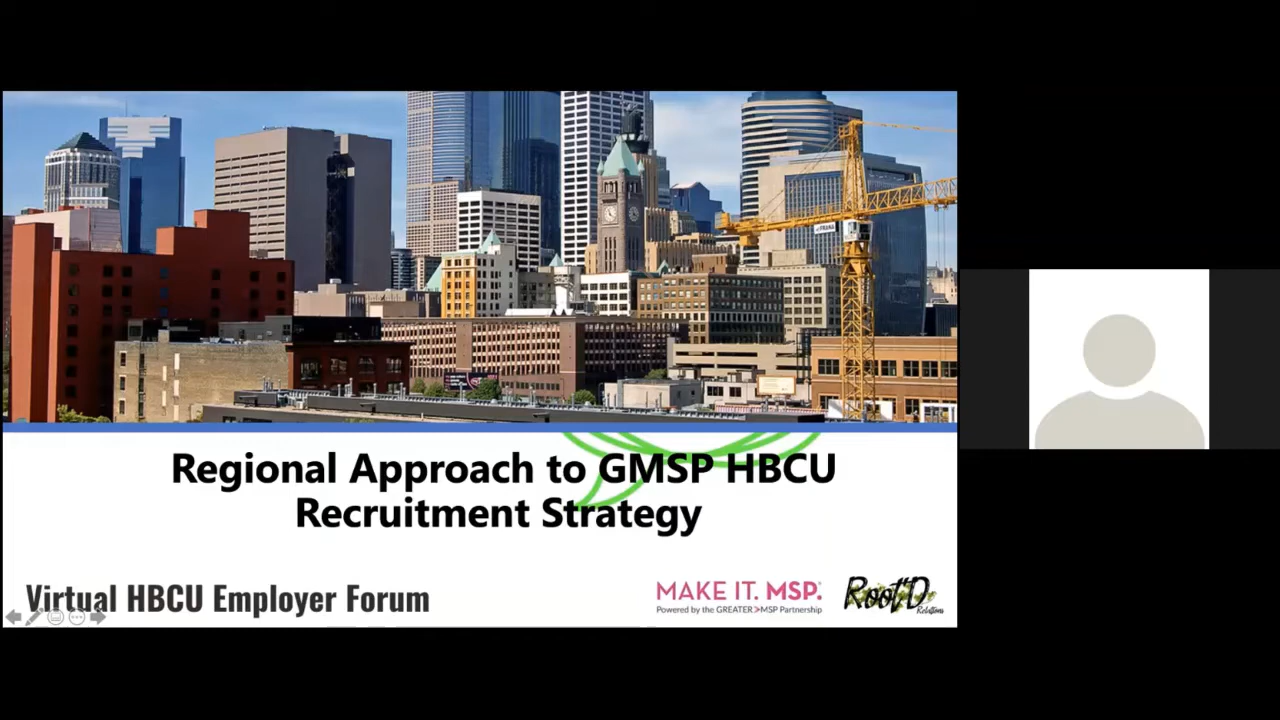 Regional Approach to GMSP HBCU
Recruitment Strategy
Virtual HBCU Employer Forum
MAKE IT. MSP.
Powered by the GREATER>MSP Partnership
Root'D
Relations